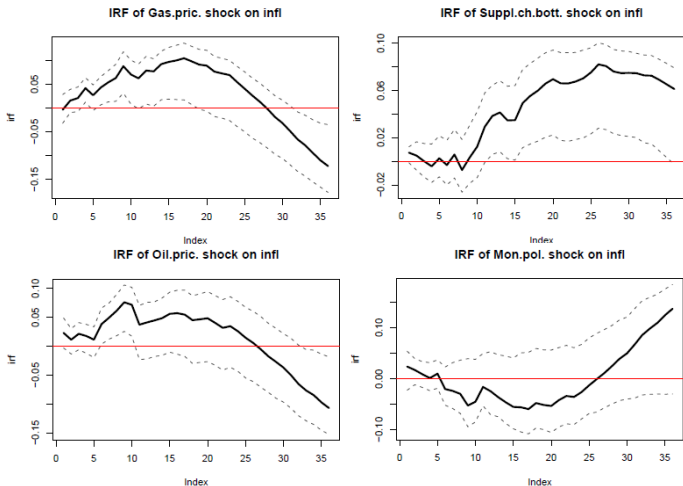 IRF of Gas.pric. shock on infl
irf
0.05
−0.05
−0.15
0 5 10 15 20 25 30 35
Index
IRF of Suppl.ch.bott. shock on infl
irf
0.10
0.06
0.02
−0.02
0 5 10 15 20 25 30 35
Index
IRF of Oil.pric. shock on infl
irf
0.10
0.05
−0.05
−0.15
0 5 10 15 20 25 30 35
Index
IRF of Mon.pol. shock on infl
irf
0.10
0.00
−0.10
0 5 10 15 20 25 30 35
Index